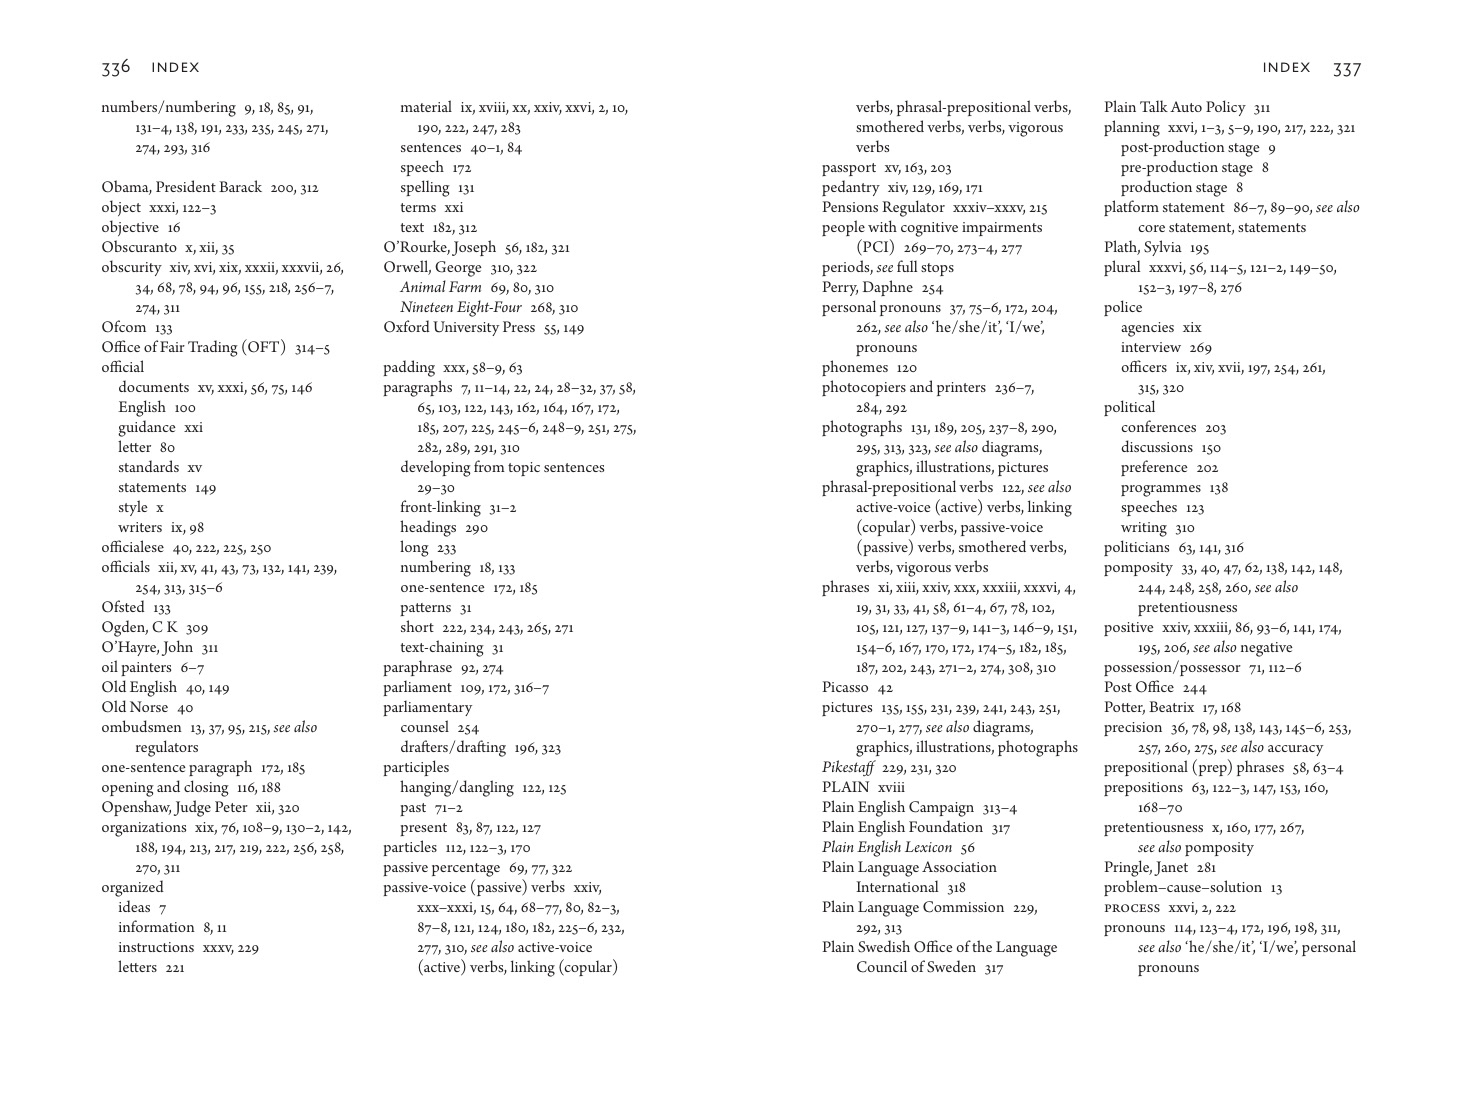 336 INDEX
numbers/numbering 9, 18, 85, 91,
131–4, 138, 191, 233, 235, 245, 271,
274, 293, 316
Obama, President Barack 200, 312
object xxxi, 122–3
objective 16
Obscuranto x, xii, 35
obscurity xiv, xvi, xix, xxxii, xxxvii, 26,
34, 68, 78, 94, 96, 155, 218, 256–7,
274, 311
Ofcom 133
Office of Fair Trading (OFT) 314–5
official
documents xv, xxxi, 56, 75, 146
English 100
guidance xxi
letter 80
standards xv
statements 149
style x
writers ix, 98
officialese 40, 222, 225, 250
officials xii, xv, 41, 43, 73, 132, 141, 239,
254, 313, 315–6
Ofsted 133
Ogden, C K 309
O’Hayre, John 311
oil painters 6–7
Old English 40, 149
Old Norse 40
ombudsmen 13, 37, 95, 215, see also
regulators
one-sentence paragraph 172, 185
opening and closing 116, 188
Openshaw, Judge Peter xii, 320
organizations xix, 76, 108–9, 130–2, 142,
188, 194, 213, 217, 219, 222, 256, 258,
270, 311
organized
ideas 7
information 8, 11
instructions xxxv, 229
letters 221
material ix, xviii, xx, xxiv, xxvi, 2, 10,
190, 222, 247, 283
sentences 40–1, 84
speech 172
spelling 131
terms xxi
text 182, 312
O’Rourke, Joseph 56, 182, 321
Orwell, George 310, 322
Animal Farm 69, 80, 310
Nineteen Eight-Four 268, 310
Oxford University Press 55, 149
padding xxx, 58–9, 63
paragraphs 7, 11–14, 22, 24, 28–32, 37, 58,
65, 103, 122, 143, 162, 164, 167, 172,
185, 207, 225, 245–6, 248–9, 251, 275,
282, 289, 291, 310
developing from topic sentences
29–30
front-linking 31–2
headings 290
long 233
numbering 18, 133
one-sentence 172, 185
patterns 31
short 222, 234, 243, 265, 271
text-chaining 31
paraphrase 92, 274
parliament 109, 172, 316–7
parliamentary
counsel 254
drafters/drafting 196, 323
participles
hanging/dangling 122, 125
past 71–2
present 83, 87, 122, 127
particles 112, 122–3, 170
passive percentage 69, 77, 322
passive-voice (passive) verbs xxiv,
xxx–xxxi, 15, 64, 68–77, 80, 82–3,
87–8, 121, 124, 180, 182, 225–6, 232,
277, 310, see also active-voice
(active) verbs, linking (copular)
INDEX 337
verbs, phrasal-prepositional verbs,
smothered verbs, verbs, vigorous
verbs
passport xv, 163, 203
pedantry xiv, 129, 169, 171
Pensions Regulator xxxiv–xxxv, 215
people with cognitive impairments
(PCI) 269–70, 273–4, 277
periods, see full stops
Perry, Daphne 254
personal pronouns 37, 75–6, 172, 204,
262, see also ‘he/she/it’, ‘I/we’,
pronouns
phonemes 120
photocopiers and printers 236–7,
284, 292
photographs 131, 189, 205, 237–8, 290,
295, 313, 323, see also diagrams,
graphics, illustrations, pictures
phrasal-prepositional verbs 122, see also
active-voice (active) verbs, linking
(copular) verbs, passive-voice
(passive) verbs, smothered verbs,
verbs, vigorous verbs
phrases xi, xiii, xxiv, xxx, xxxiii, xxxvi, 4,
19, 31, 33, 41, 58, 61–4, 67, 78, 102,
105, 121, 127, 137–9, 141–3, 146–9, 151,
154–6, 167, 170, 172, 174–5, 182, 185,
187, 202, 243, 271–2, 274, 308, 310
Picasso 42
pictures 135, 155, 231, 239, 241, 243, 251,
270–1, 277, see also diagrams,
graphics, illustrations, photographs
Pikestaff 229, 231, 320
PLAIN xviii
Plain English Campaign 313–4
Plain English Foundation 317
Plain English Lexicon 56
Plain Language Association
International 318
Plain Language Commission 229,
292, 313
Plain Swedish Office of the Language
Council of Sweden 317
Plain Talk Auto Policy 311
planning xxvi, 1–3, 5–9, 190, 217, 222, 321
post-production stage 9
pre-production stage 8
production stage 8
platform statement 86–7, 89–90, see also
core statement, statements
Plath, Sylvia 195
plural xxxvi, 56, 114–5, 121–2, 149–50,
152–3, 197–8, 276
police
agencies xix
interview 269
officers ix, xiv, xvii, 197, 254, 261,
315, 320
political
conferences 203
discussions 150
preference 202
programmes 138
speeches 123
writing 310
politicians 63, 141, 316
pomposity 33, 40, 47, 62, 138, 142, 148,
244, 248, 258, 260, see also
pretentiousness
positive xxiv, xxxiii, 86, 93–6, 141, 174,
195, 206, see also negative
possession/possessor 71, 112–6
Post Office 244
Potter, Beatrix 17, 168
precision 36, 78, 98, 138, 143, 145–6, 253,
257, 260, 275, see also accuracy
prepositional (prep) phrases 58, 63–4
prepositions 63, 122–3, 147, 153, 160,
168–70
pretentiousness x, 160, 177, 267,
see also pomposity
Pringle, Janet 281
problem–cause–solution 13
PROCESS xxvi, 2, 222
pronouns 114, 123–4, 172, 196, 198, 311,
see also ‘he/she/it’, ‘I/we’, personal
pronouns